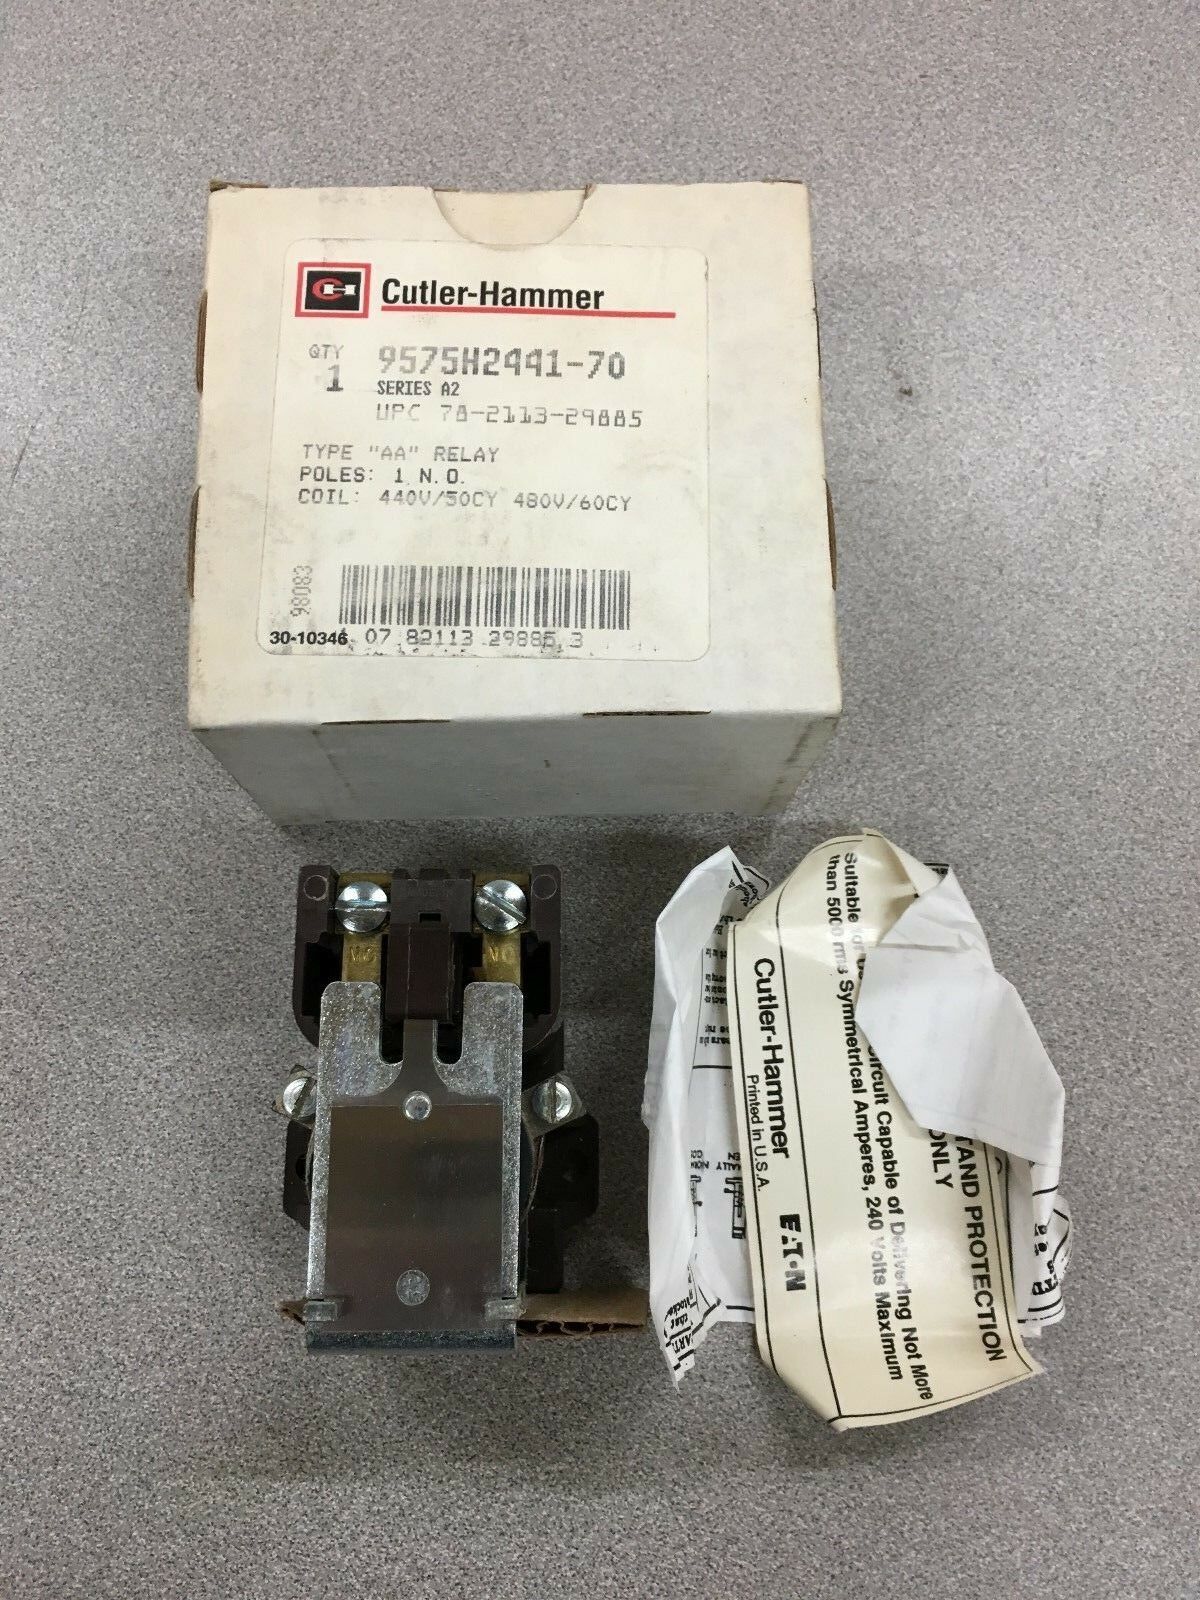 CH Cutler-Hammer
QTY
1
9575H2441-70
SERIES A2
UPC 78-2113-29885
TYPE "AA" RELAY
POLES: 1 N.O.
COIL: 440V/50CY 480V/60CY
98083
30-10346
07 82113 29885 3
NO
NO
Suitable
than 5000 rms Symmetrical Amperes, 240 Volts Maximum
Circuit Capable of Delivering Not More
STAND PROTECTION
ONLY
Cutler-Hammer
Printed in U.S.A.
EATON